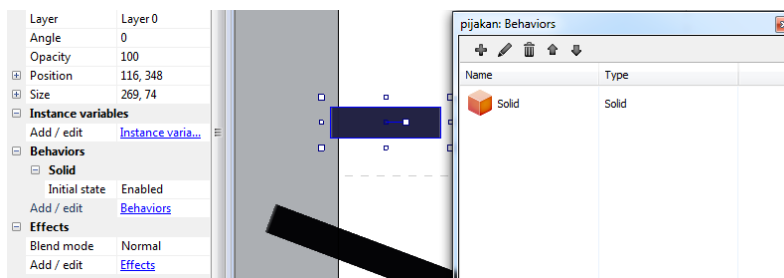 Layer Layer 0
Angle 0
Opacity 100
Position 116, 348
Size 269, 74
Instance variables
Add / edit Instance varia...
Behaviors
Solid
Initial state Enabled
Add / edit Behaviors
Effects
Blend mode Normal
Add / edit Effects
pijakan: Behaviors
Name Type
Solid Solid